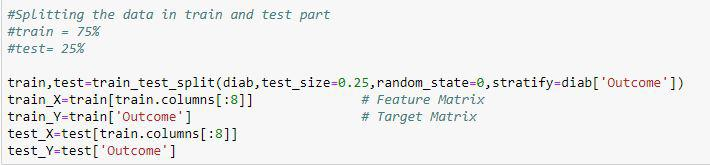 #Splitting the data in train and test part
#train = 75%
#test= 25%
train,test=train_test_split(diab,test_size=0.25,random_state=0,stratify=diab['Outcome'])
train_X=train[train.columns[:8]] # Feature Matrix
train_Y=train['Outcome'] # Target Matrix
test_X=test[train.columns[:8]]
test_Y=test['Outcome']